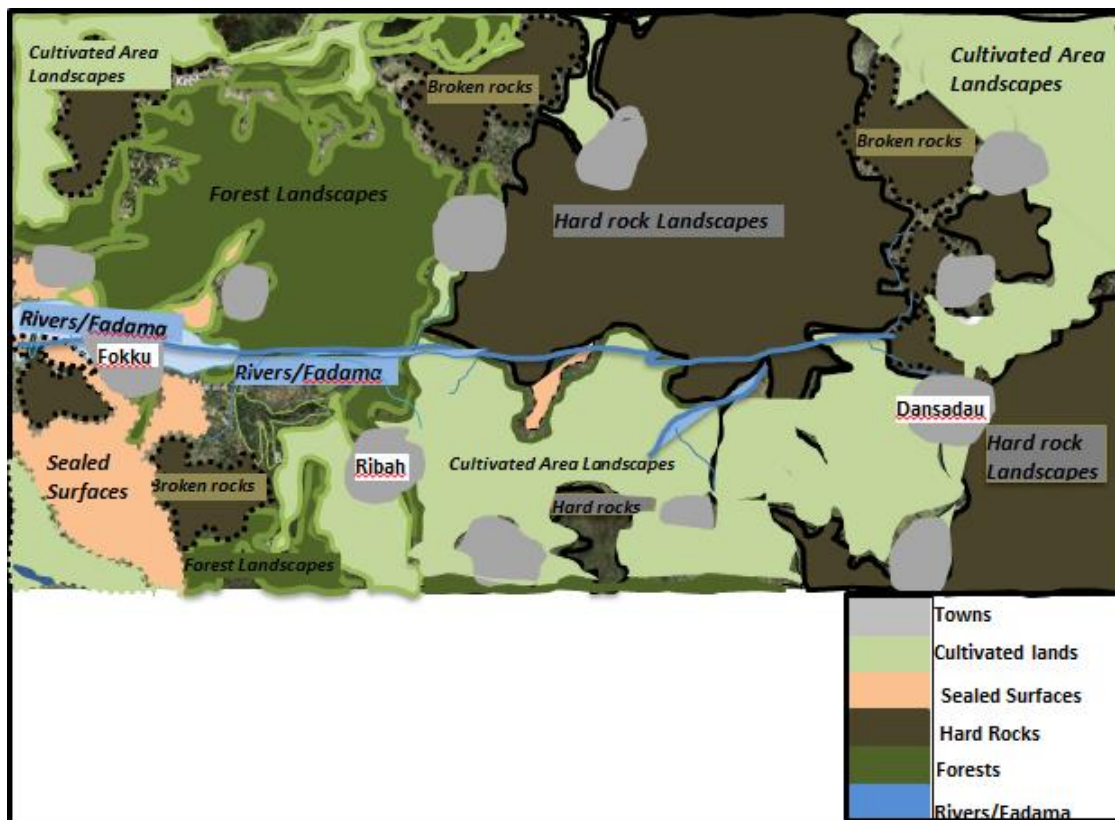 Cultivated Area
Landscapes
Cultivated Area
Landscapes
Broken rocks
Broken rocks
Forest Landscapes
Hard rock Landscapes
Rivers/Fadama
Fokku
Rivers/Fadama
Dansadau
Hard rock
Landscapes
Sealed
Surfaces
Ribah
Cultivated Area Landscapes
Broken rocks
Hard rocks
Forest Landscapes
Towns
Cultivated lands
Sealed Surfaces
Hard Rocks
Forests
Rivers/Fadama